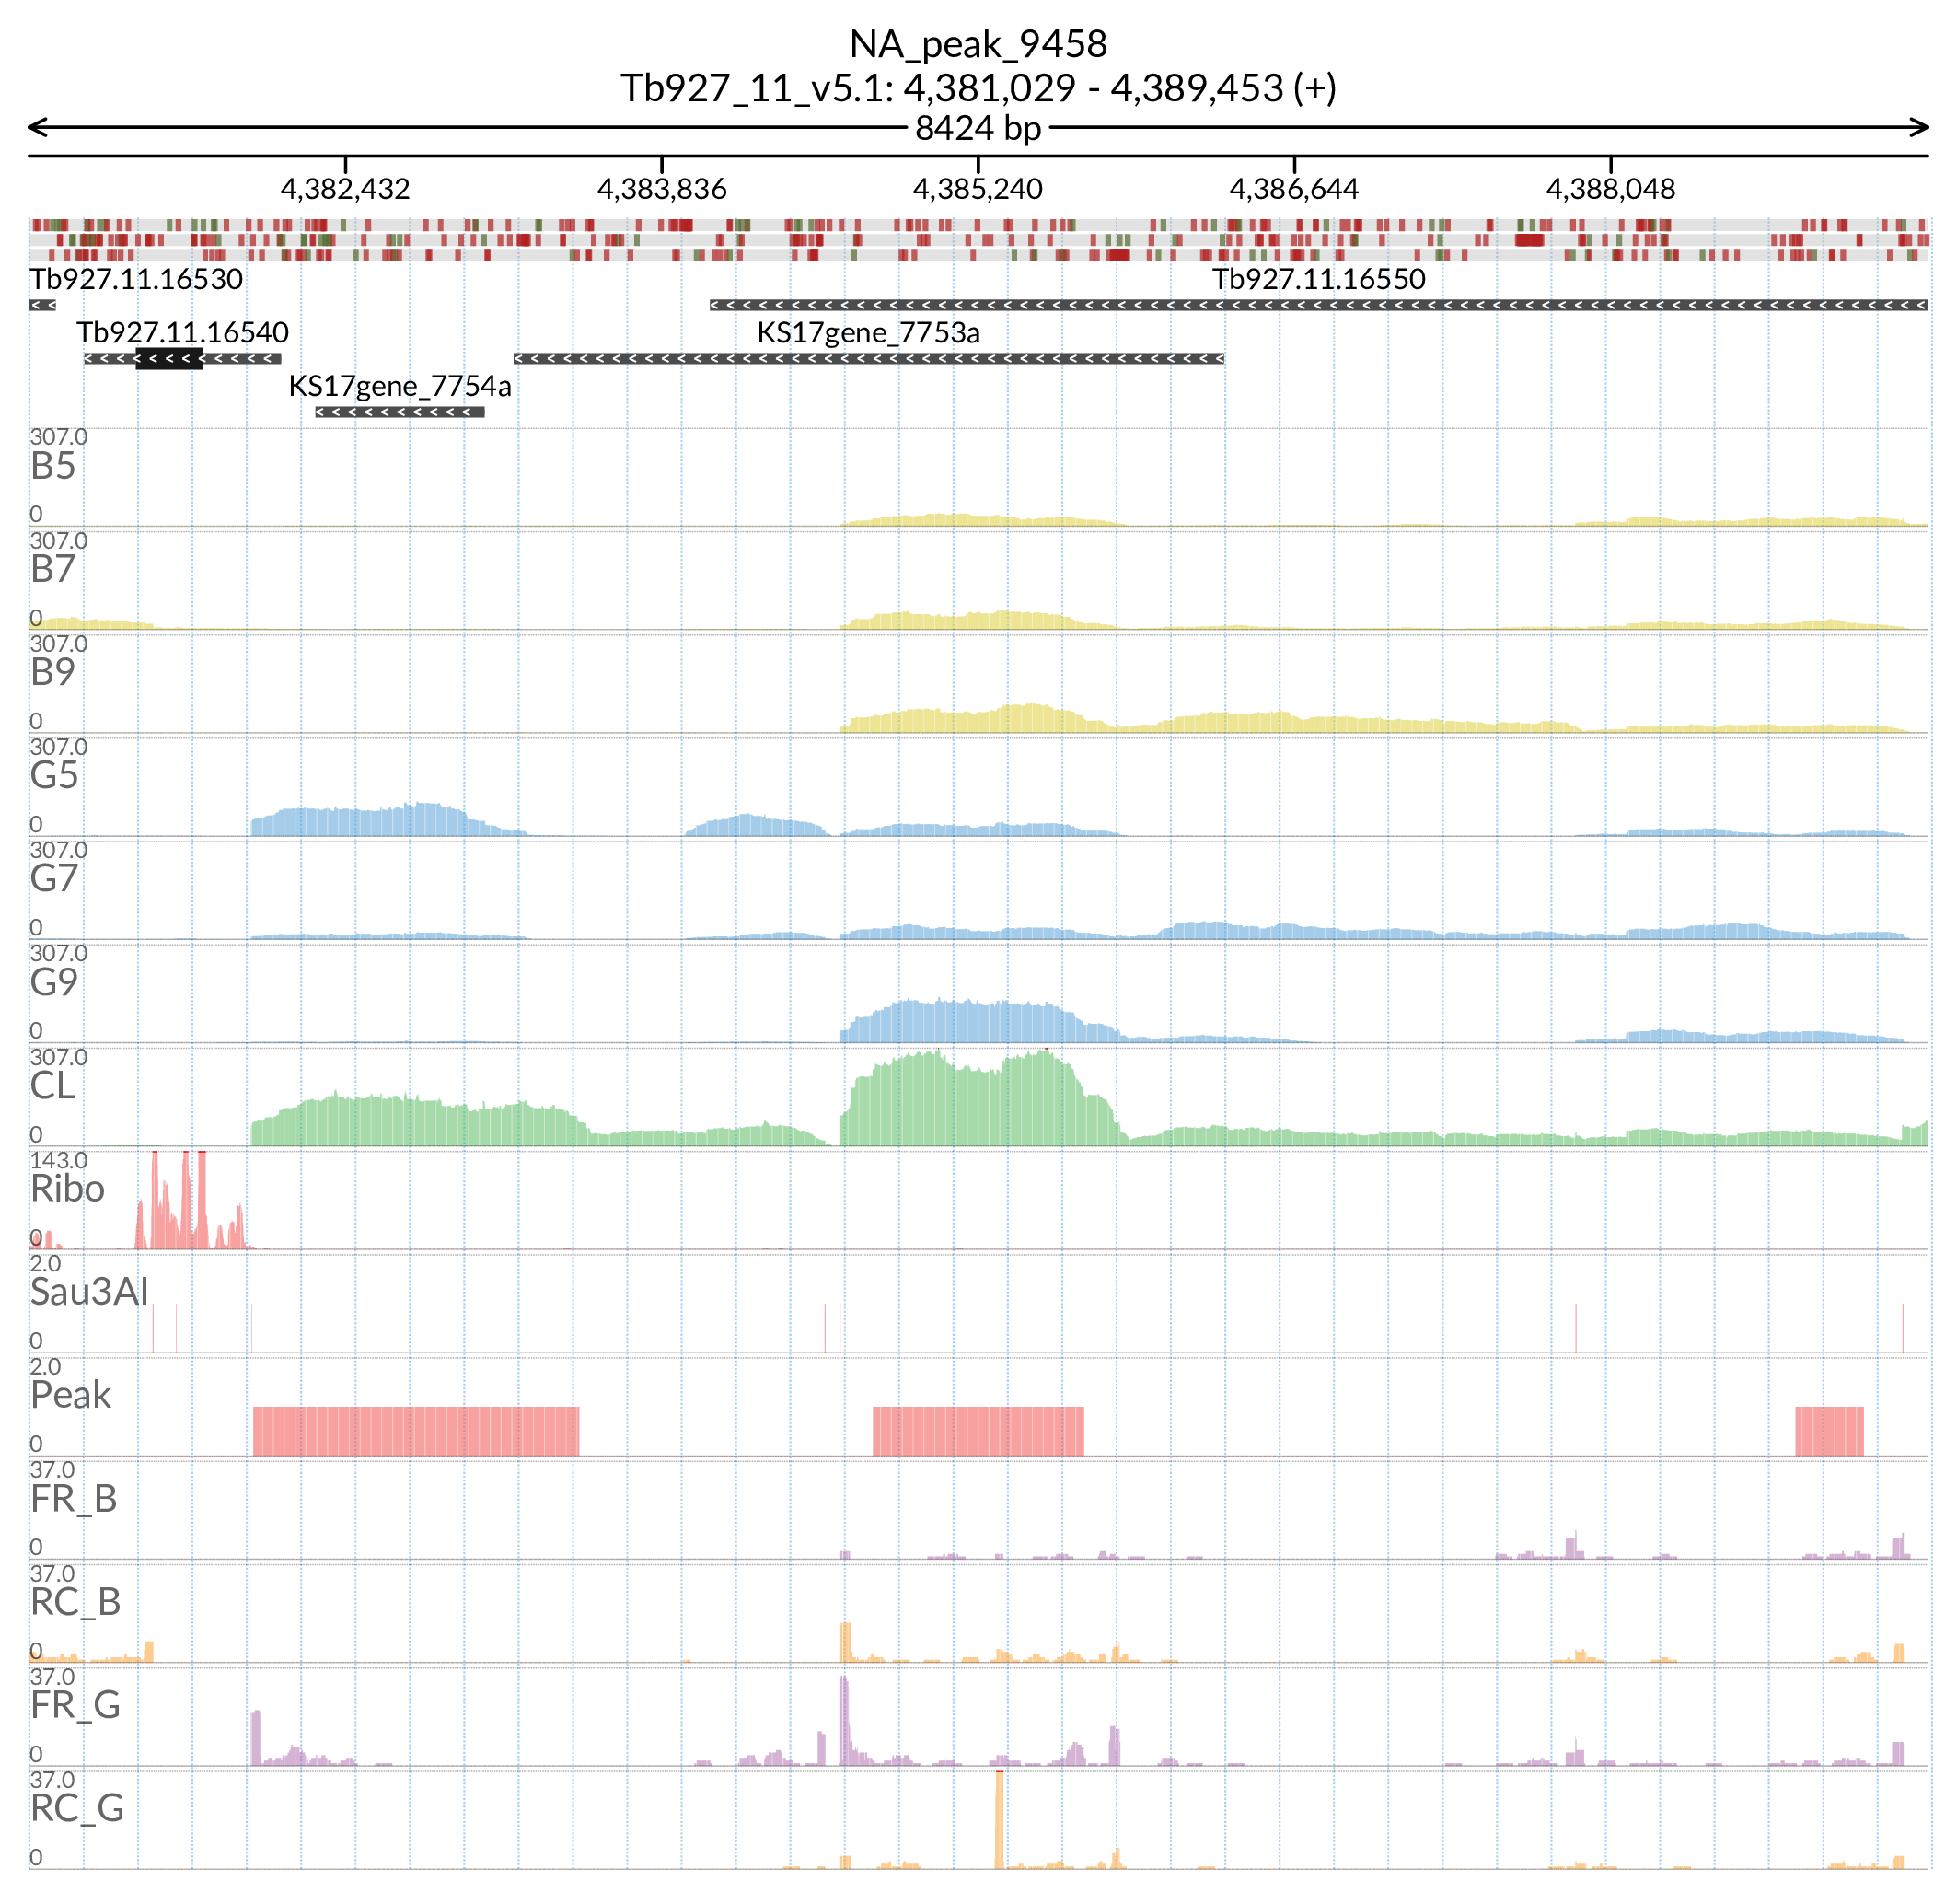 NA_peak_9458
Tb927_11_v5.1: 4,381,029 - 4,389,453 (+)
8424 bp
4,382,432 4,383,836 4,385,240 4,386,644 4,388,048
Tb927.11.16530 Tb927.11.16550
Tb927.11.16540 KS17gene_7753a
KS17gene_7754a
307.0
B5
0
307.0
B7
0
307.0
B9
0
307.0
G5
0
307.0
G7
0
307.0
G9
0
307.0
CL
0
143.0
Ribo
0
2.0
Sau3AI
0
2.0
Peak
0
37.0
FR_B
0
37.0
RC_B
0
37.0
FR_G
0
37.0
RC_G
0